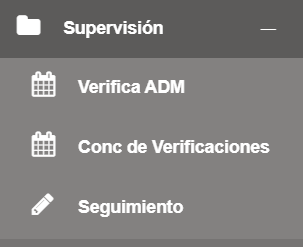 Supervisión
Verifica ADM
Conc de Verificaciones
Seguimiento